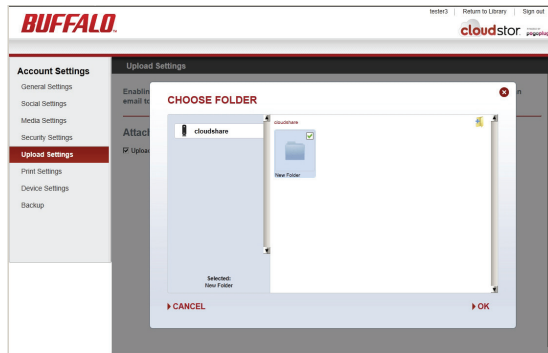 tester3 Return to Library Sign out
BUFFALO
cloudstor
pogoplug
Account Settings
General Settings
Social Settings
Media Settings
Security Settings
Upload Settings
Print Settings
Device Settings
Backup
Upload Settings
Enablin
n
email to
Attach
Upload
CHOOSE FOLDER
cloudshare
cloudshare
New Folder
Selected:
New Folder
CANCEL
OK